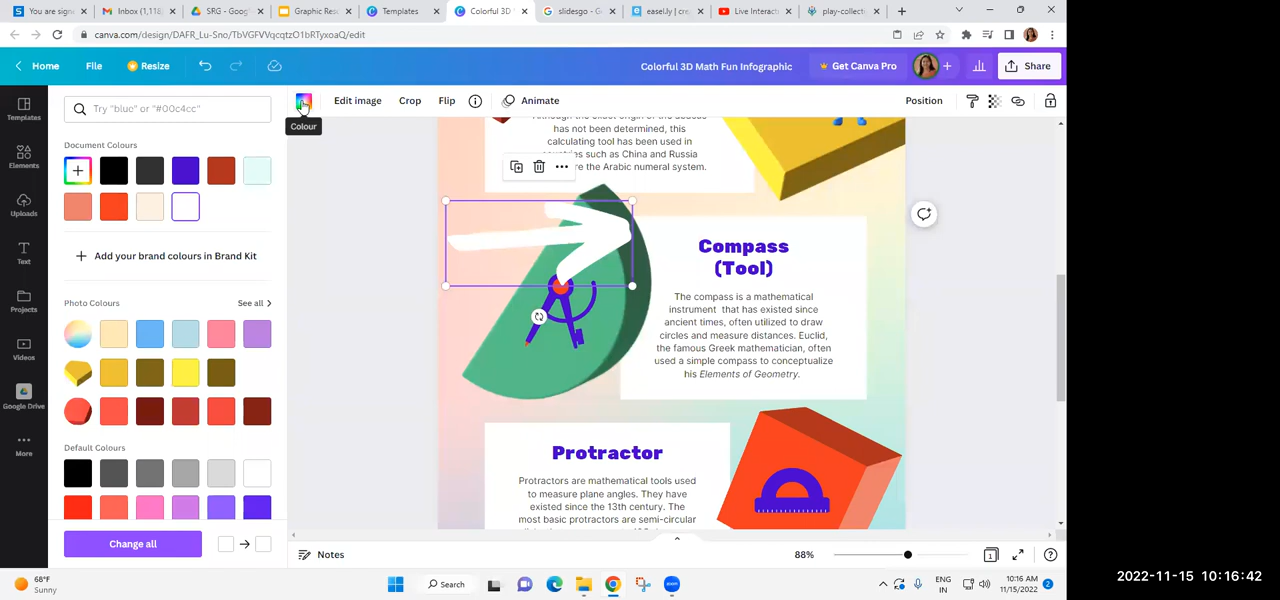 You are sign
Inbox (1,118
SRG - Googl
Graphic Res
Templates
Colorful 3D
slidesgo - G
easel.ly | cre
Live Interact
play-collecti
canva.com/design/DAFR_Lu-Sno/TbVGFVVqcqtzO1bRTyxoaQ/edit
Home
File
Resize
Colorful 3D Math Fun Infographic
Get Canva Pro
Share
Templates
Elements
Uploads
Text
Projects
Videos
Google Drive
More
Try "blue" or "#00c4cc"
Document Colours
Add your brand colours in Brand Kit
Photo Colours
See all
Default Colours
Change all
Edit image
Crop
Flip
Animate
Position
Colour
has not been determined, this
calculating tool has been used in
such as China and Russia
the Arabic numeral system.
Compass
(Tool)
The compass is a mathematical
instrument that has existed since
ancient times, often utilized to draw
circles and measure distances. Euclid,
the famous Greek mathematician, often
used a simple compass to conceptualize
his Elements of Geometry.
Protractor
Protractors are mathematical tools used
to measure plane angles. They have
existed since the 13th century. The
most basic protractors are semi-circular
Notes
88%
1
68°F
Sunny
Search
zoom
ENG
IN
10:16 AM
11/15/2022
2
2022-11-15 10:16:42